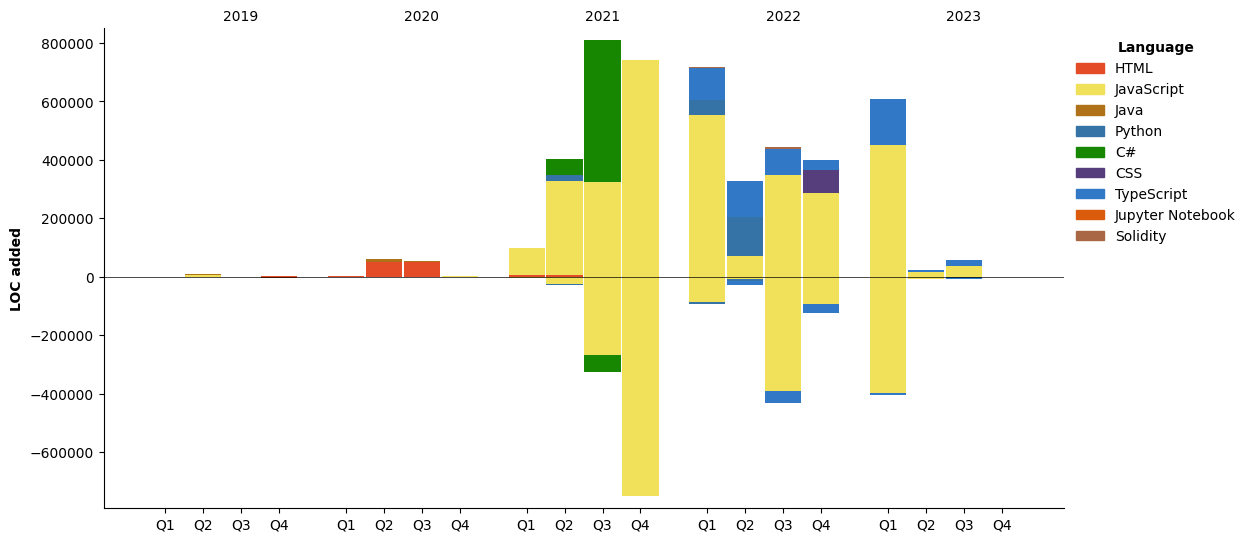 2019 2020 2021 2022 2023
Language
HTML
JavaScript
Java
Python
C#
CSS
TypeScript
Jupyter Notebook
Solidity
LOC added
800000
600000
400000
200000
0
−200000
−400000
−600000
Q1 Q2 Q3 Q4 Q1 Q2 Q3 Q4 Q1 Q2 Q3 Q4 Q1 Q2 Q3 Q4 Q1 Q2 Q3 Q4